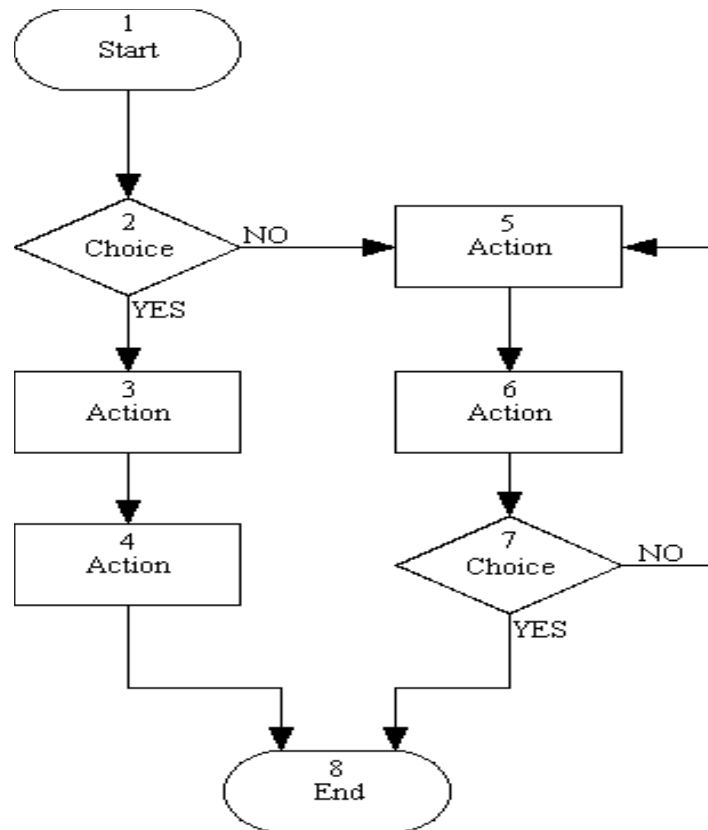 1
Start
2
Choice
NO
YES
3
Action
4
Action
5
Action
6
Action
7
Choice
NO
YES
8
End